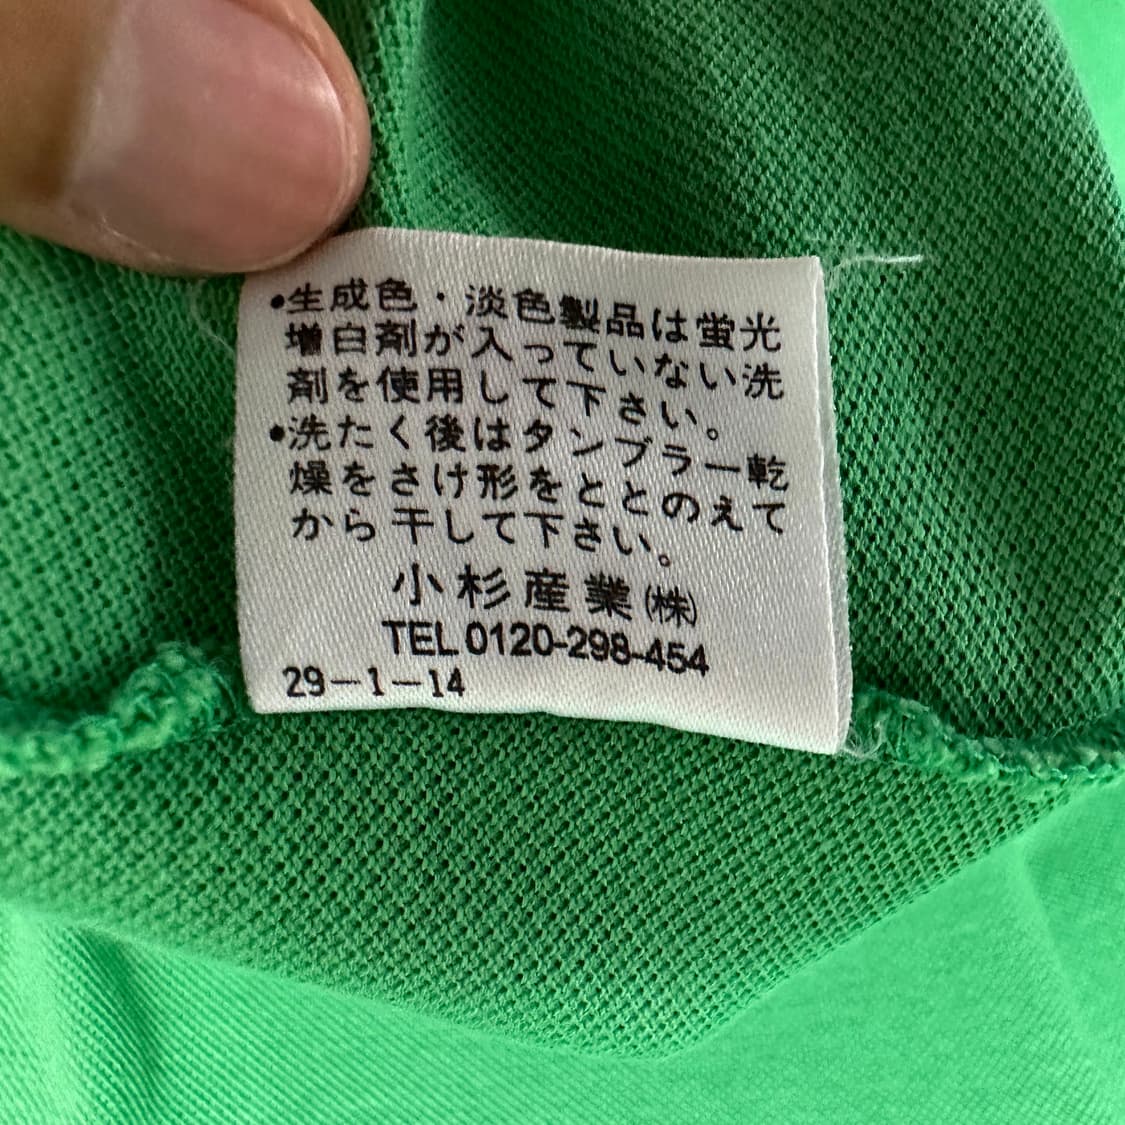 •生成色・淡色製品は蛍光
増白剤が入っていない洗
剤を使用して下さい。
•洗たく後はタンブラー乾
燥をさけ形をととのえて
から干して下さい。
小杉産業(株)
TEL 0120-298-454
29-1-14